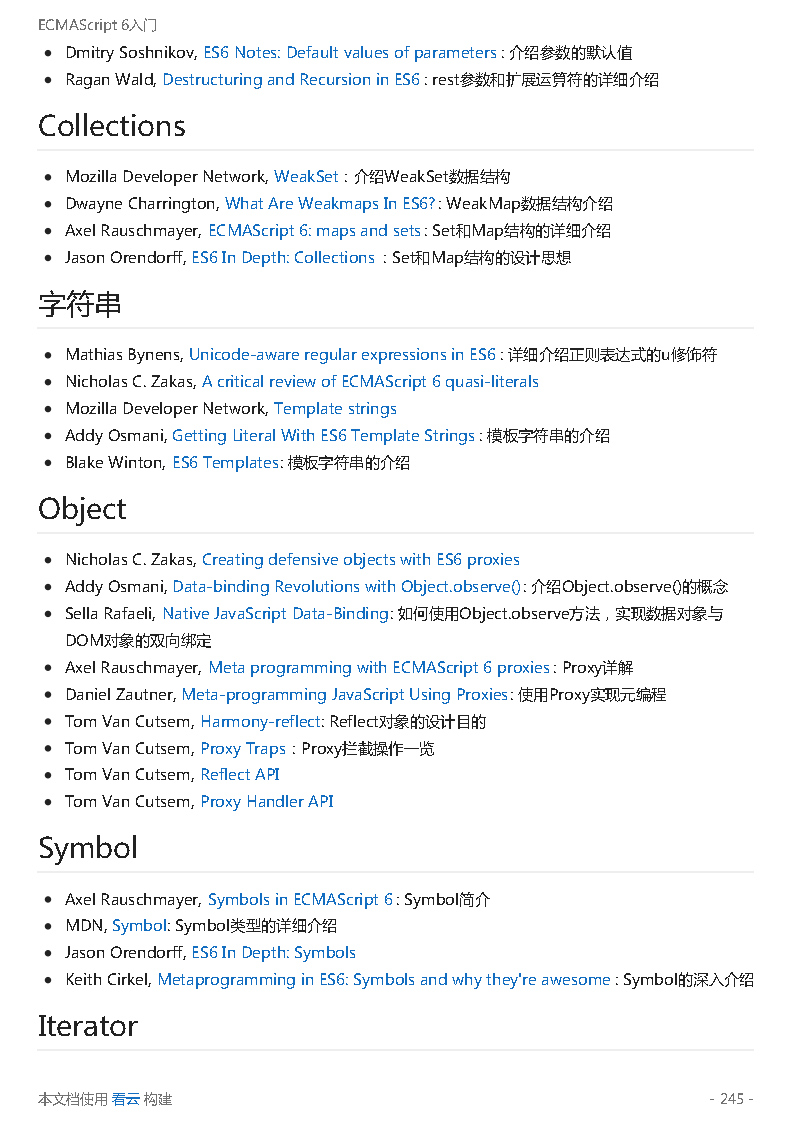 ECMAScript 6入门
• Dmitry Soshnikov, ES6 Notes: Default values of parameters : 介绍参数的默认值
• Ragan Wald, Destructuring and Recursion in ES6 : rest参数和扩展运算符的详细介绍
Collections
• Mozilla Developer Network, WeakSet：介绍WeakSet数据结构
• Dwayne Charrington, What Are Weakmaps In ES6? : WeakMap数据结构介绍
• Axel Rauschmayer, ECMAScript 6: maps and sets : Set和Map结构的详细介绍
• Jason Orendorff, ES6 In Depth: Collections ：Set和Map结构的设计思想
字符串
• Mathias Bynens, Unicode-aware regular expressions in ES6 : 详细介绍正则表达式的u修饰符
• Nicholas C. Zakas, A critical review of ECMAScript 6 quasi-literals
• Mozilla Developer Network, Template strings
• Addy Osmani, Getting Literal With ES6 Template Strings : 模板字符串的介绍
• Blake Winton, ES6 Templates: 模板字符串的介绍
Object
• Nicholas C. Zakas, Creating defensive objects with ES6 proxies
• Addy Osmani, Data-binding Revolutions with Object.observe() : 介绍Object.observe()的概念
• Sella Rafaeli, Native JavaScript Data-Binding: 如何使用Object.observe方法，实现数据对象与
DOM对象的双向绑定
• Axel Rauschmayer, Meta programming with ECMAScript 6 proxies : Proxy详解
• Daniel Zautner, Meta-programming JavaScript Using Proxies: 使用Proxy实现元编程
• Tom Van Cutsem, Harmony-reflect: Reflect对象的设计目的
• Tom Van Cutsem, Proxy Traps：Proxy拦截操作一览
• Tom Van Cutsem, Reflect API
• Tom Van Cutsem, Proxy Handler API
Symbol
• Axel Rauschmayer, Symbols in ECMAScript 6 : Symbol简介
• MDN, Symbol: Symbol类型的详细介绍
• Jason Orendorff, ES6 In Depth: Symbols
• Keith Cirkel, Metaprogramming in ES6: Symbols and why they're awesome : Symbol的深入介绍
Iterator
本文档使用 看云 构建
- 245 -